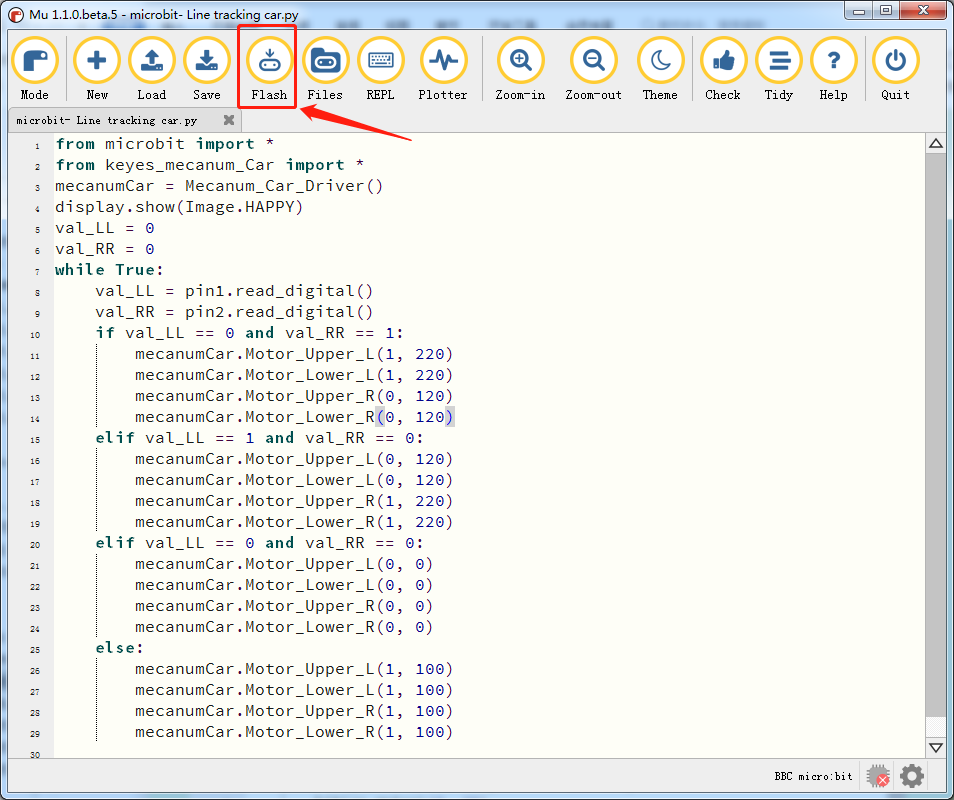 Mu 1.1.0.beta.5 - microbit- Line tracking car.py
Mode New Load Save Flash Files REPL Plotter Zoom-in Zoom-out Theme Check Tidy Help Quit
microbit- Line tracking car.py
1 from microbit import *
2 from keyes_mecanum_Car import *
3 mecanumCar = Mecanum_Car_Driver()
4 display.show(Image.HAPPY)
5 val_LL = 0
6 val_RR = 0
7 while True:
8     val_LL = pin1.read_digital()
9     val_RR = pin2.read_digital()
10     if val_LL == 0 and val_RR == 1:
11         mecanumCar.Motor_Upper_L(1, 220)
12         mecanumCar.Motor_Lower_L(1, 220)
13         mecanumCar.Motor_Upper_R(0, 120)
14         mecanumCar.Motor_Lower_R(0, 120)
15     elif val_LL == 1 and val_RR == 0:
16         mecanumCar.Motor_Upper_L(0, 120)
17         mecanumCar.Motor_Lower_L(0, 120)
18         mecanumCar.Motor_Upper_R(1, 220)
19         mecanumCar.Motor_Lower_R(1, 220)
20     elif val_LL == 0 and val_RR == 0:
21         mecanumCar.Motor_Upper_L(0, 0)
22         mecanumCar.Motor_Lower_L(0, 0)
23         mecanumCar.Motor_Upper_R(0, 0)
24         mecanumCar.Motor_Lower_R(0, 0)
25     else:
26         mecanumCar.Motor_Upper_L(1, 100)
27         mecanumCar.Motor_Lower_L(1, 100)
28         mecanumCar.Motor_Upper_R(1, 100)
29         mecanumCar.Motor_Lower_R(1, 100)
30
BBC micro:bit